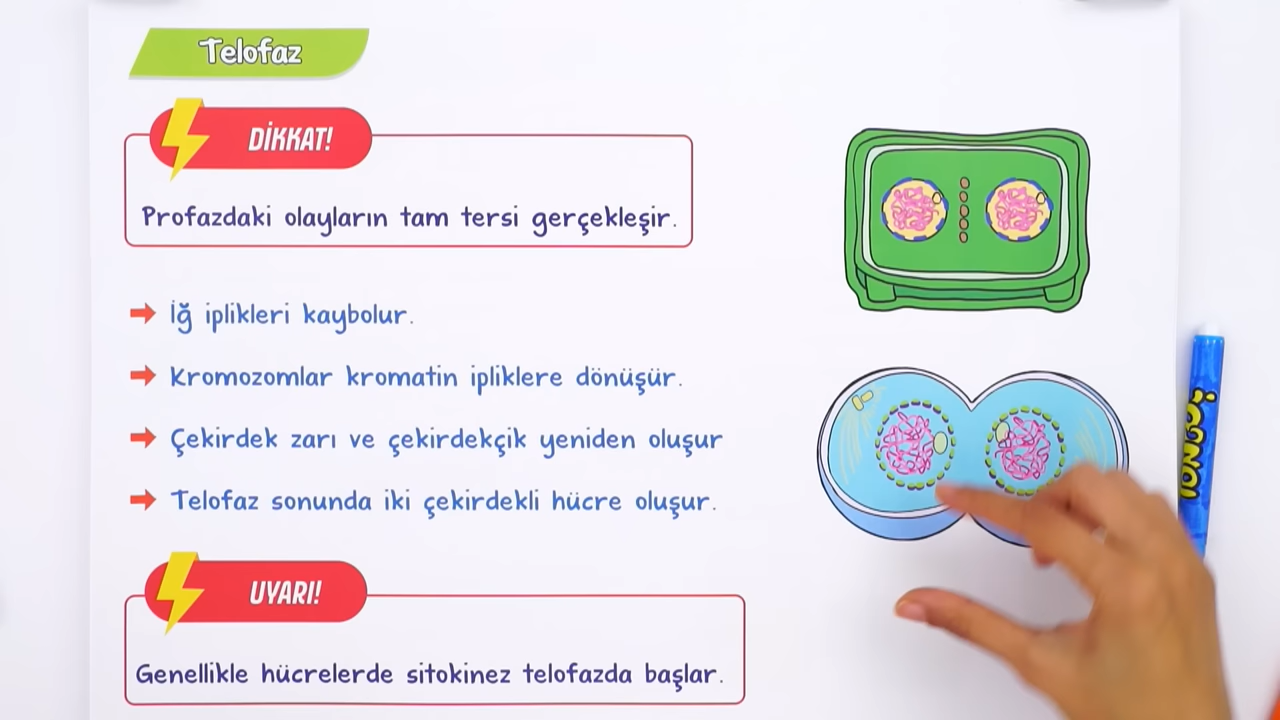 Telofaz
DİKKAT!
Profazdaki olayların tam tersi gerçekleşir.
İğ iplikleri kaybolur.
Kromozomlar kromatin ipliklere dönüşür.
Çekirdek zarı ve çekirdekçik yeniden oluşur
Telofaz sonunda iki çekirdekli hücre oluşur.
UYARI!
Genellikle hücrelerde sitokinez telofazda başlar.